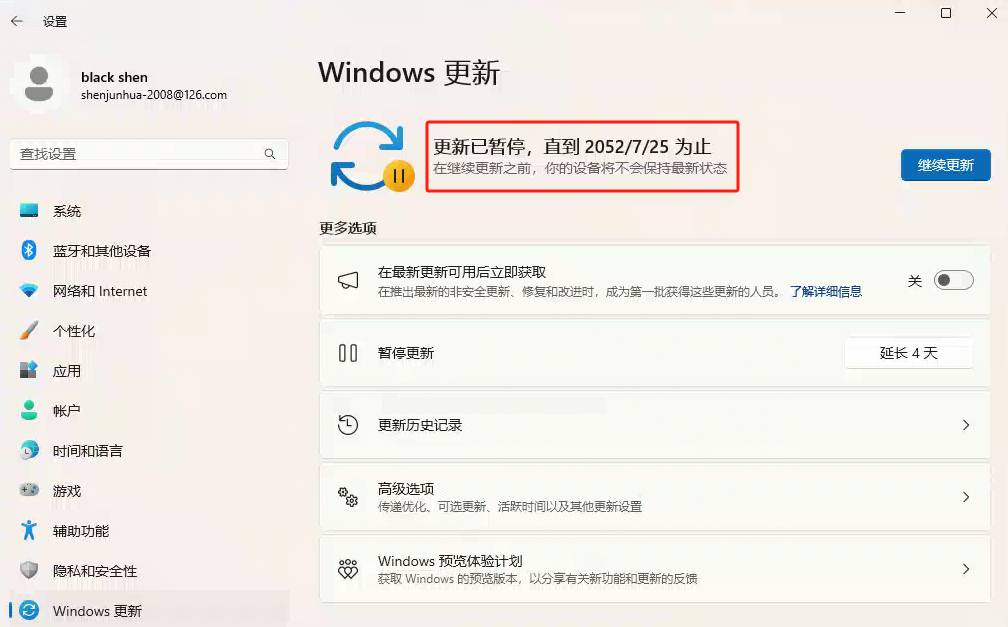 设置
black shen
shenjunhua-2008@126.com
查找设置
系统
蓝牙和其他设备
网络和 Internet
个性化
应用
帐户
时间和语言
游戏
辅助功能
隐私和安全性
Windows 更新
Windows 更新
更新已暂停，直到 2052/7/25 为止
在继续更新之前，你的设备将不会保持最新状态
继续更新
更多选项
在最新更新可用后立即获取
在推出最新的非安全更新、修复和改进时，成为第一批获得这些更新的人员。 了解详细信息
关
暂停更新
延长 4 天
更新历史记录
高级选项
传递优化、可选更新、活跃时间以及其他更新设置
Windows 预览体验计划
获取 Windows 的预览版本，以分享有关新功能和更新的反馈